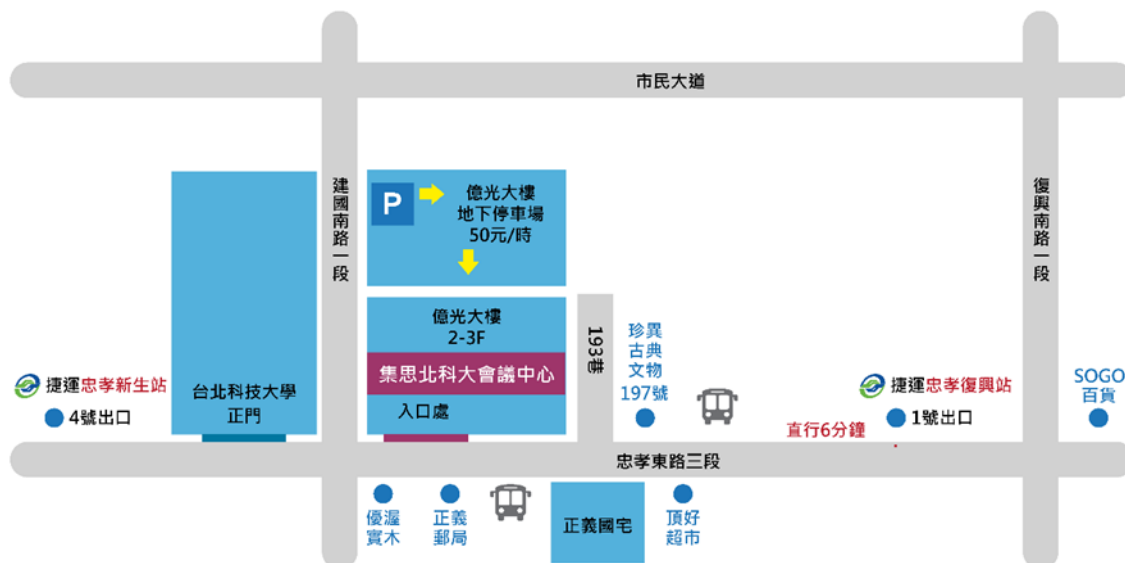 市民大道
建國南路一段
復興南路一段
P
億光大樓
地下停車場
50元/時
億光大樓
2-3F
集思北科大會議中心
入口處
193巷
珍異
古典
文物
197號
台北科技大學
正門
捷運忠孝新生站
4號出口
捷運忠孝復興站
1號出口
直行6分鐘
SOGO
百貨
忠孝東路三段
優渥
實木
正義
郵局
正義國宅
頂好
超市